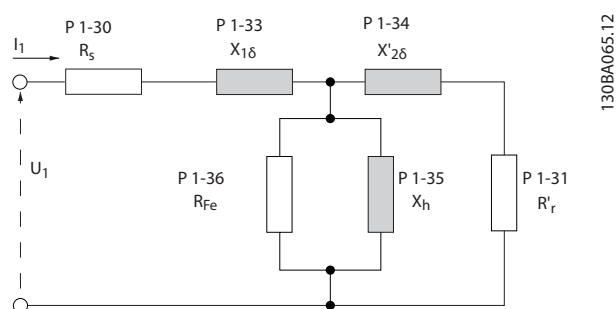 P 1-30
P 1-33
P 1-34
I1
Rs
X1δ
X'2δ
U1
P 1-36
RFe
P 1-35
Xh
P 1-31
R'r
130BA065.12